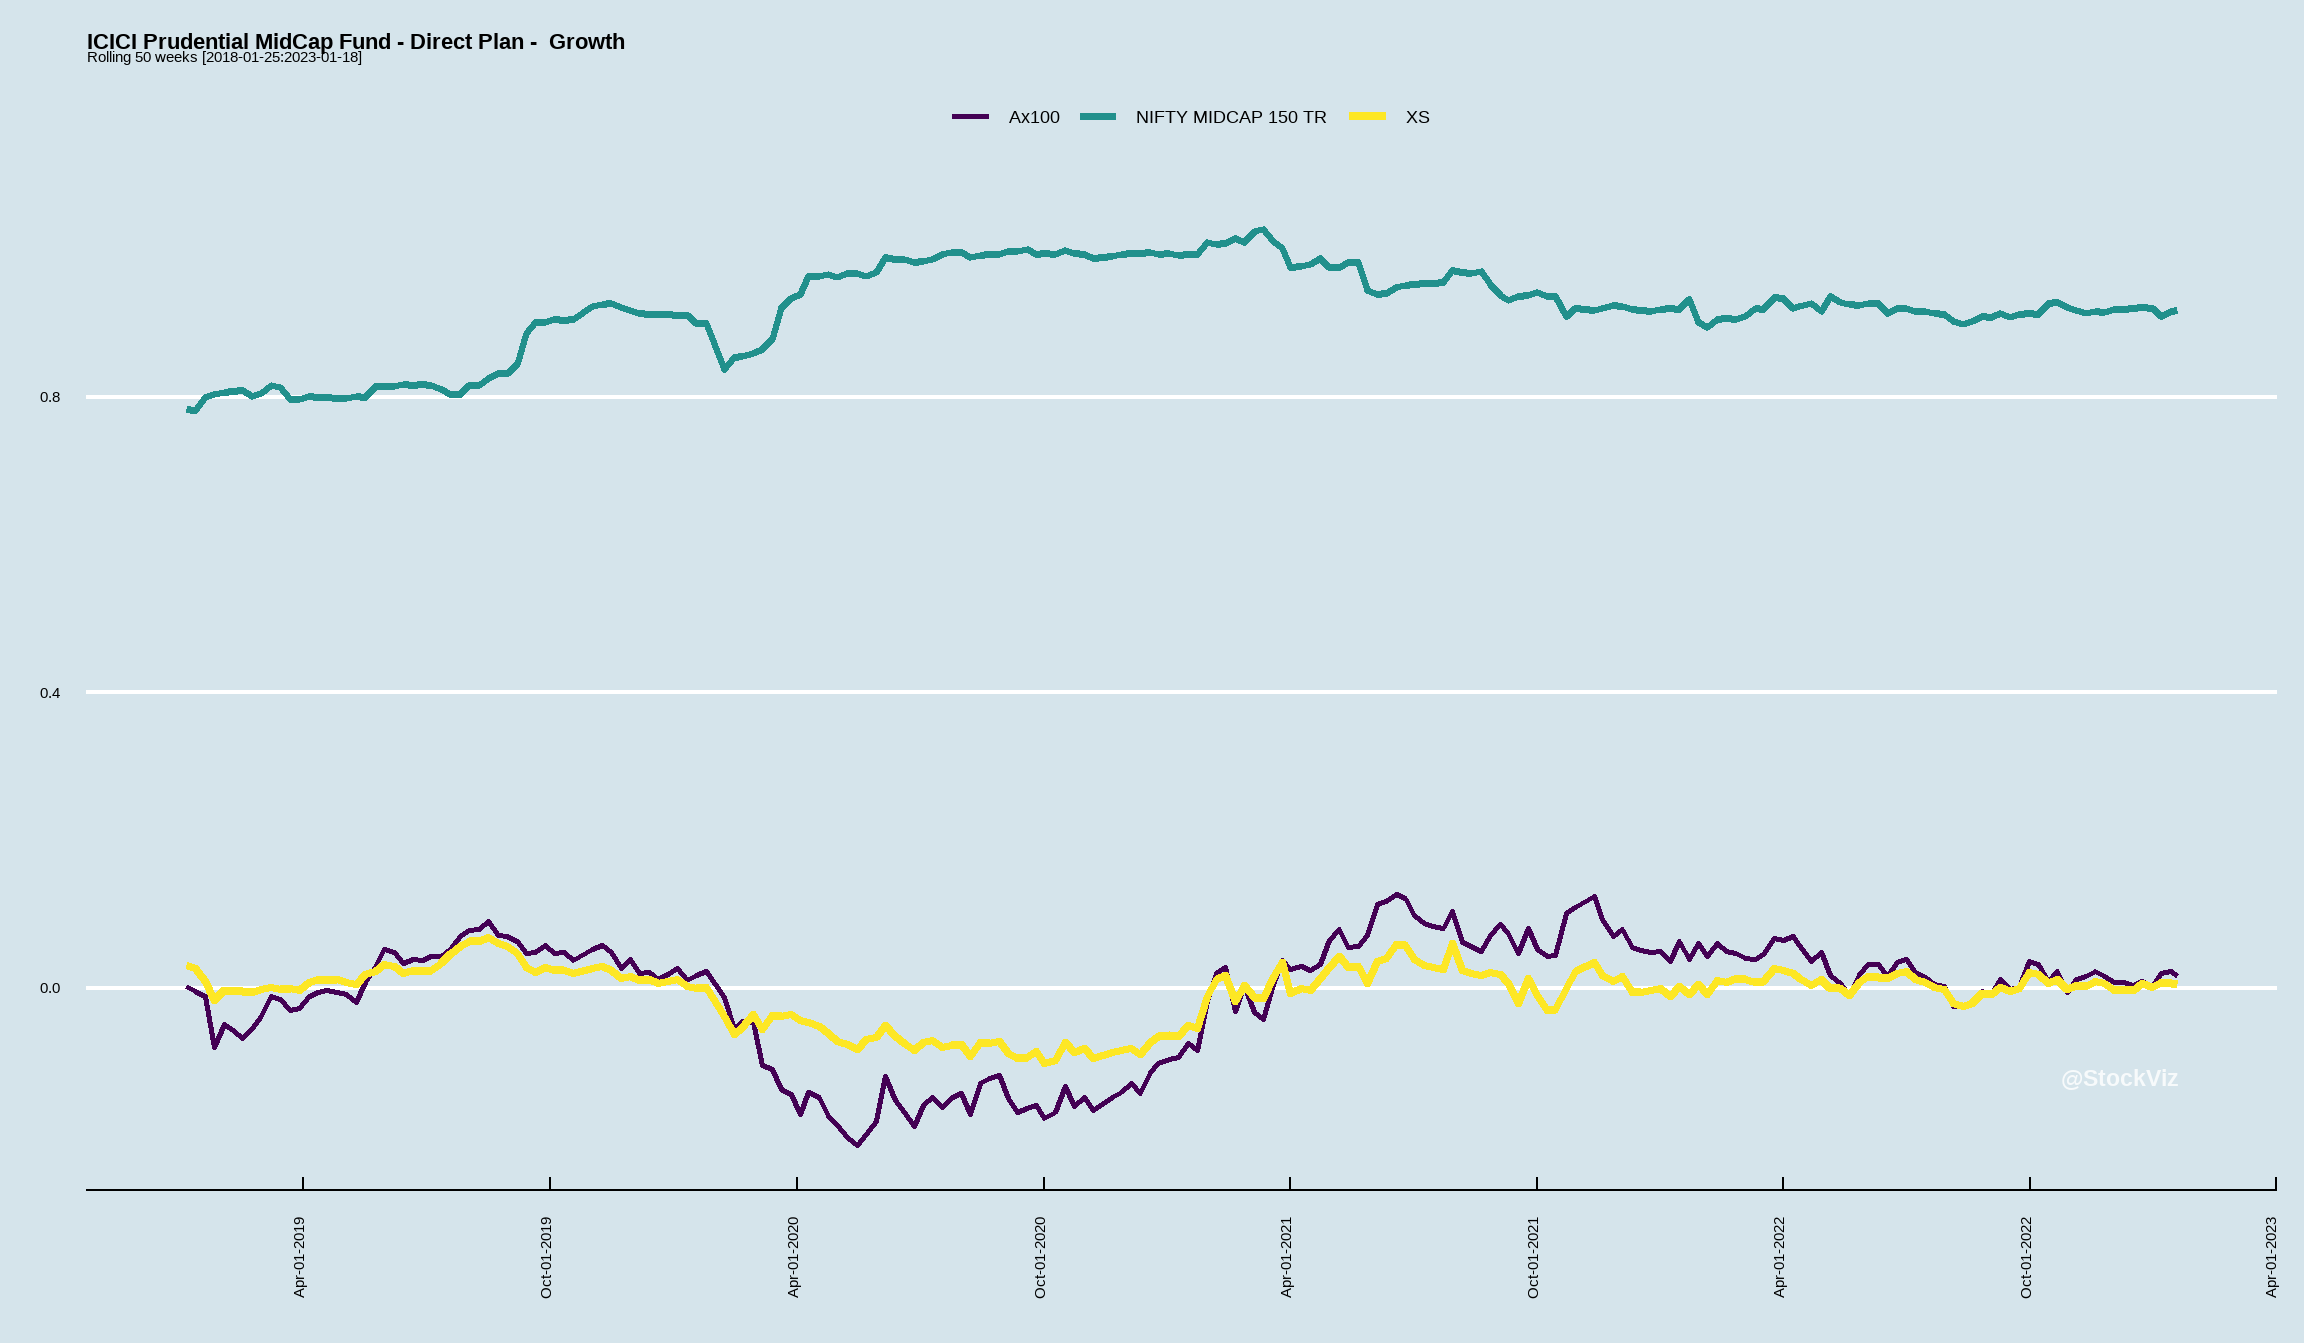 ICICI Prudential MidCap Fund - Direct Plan -  Growth
Rolling 50 weeks [2018-01-25:2023-01-18]
Ax100 NIFTY MIDCAP 150 TR XS
0.8
0.4
0.0
@StockViz
Apr-01-2019 Oct-01-2019 Apr-01-2020 Oct-01-2020 Apr-01-2021 Oct-01-2021 Apr-01-2022 Oct-01-2022 Apr-01-2023